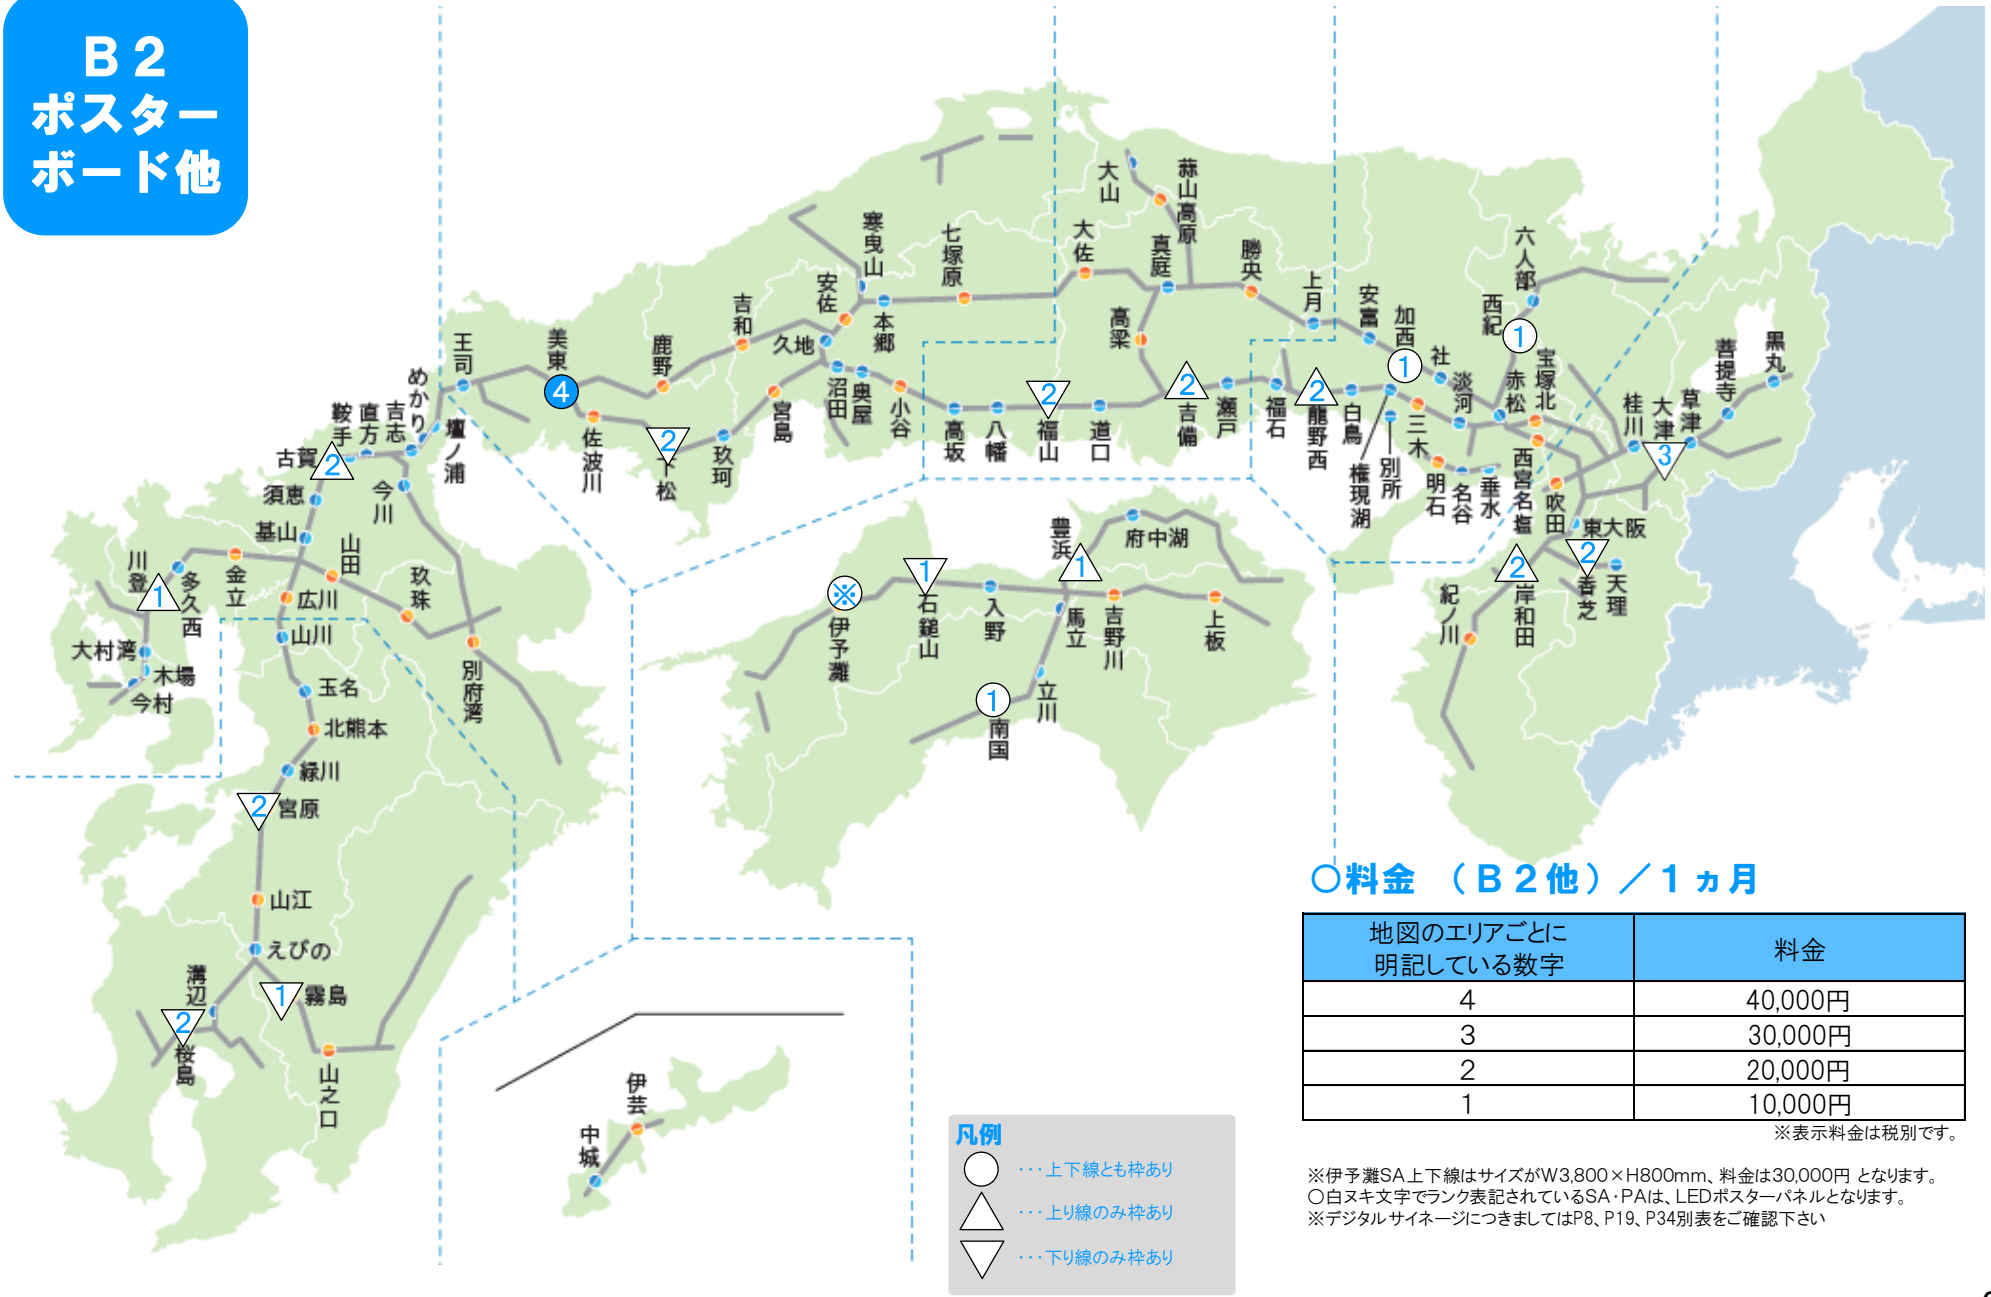 B2
ポスター
ボード他
大山
蒜山高原
寒曳山
七塚原
大佐
真庭
勝央
上月
安富
加西
六人部
西紀
1
安佐
本郷
吉和
久地
鹿野
美東
4
王司
高梁
社
淡河
赤松
宝塚北
桂川
大津
草津
菩提寺
黒丸
めかり
壇ノ浦
吉志
直方
鞍手
古賀
2
須恵
今川
基山
山田
佐波川
2
下松
玖珂
宮島
沼田
奥屋
小谷
高坂
八幡
2
福山
道口
2
吉備
瀬戸
福石
2
龍野西
白鳥
権現湖
別所
1
三木
明石
名谷
垂水
西宮名塩
吹田
3
東大阪
2
香芝
天理
2
岸和田
紀ノ川
川登
1
多久西
金立
広川
玖珠
山川
大村湾
木場
今村
玉名
北熊本
別府湾
緑川
2
宮原
山江
えびの
溝辺
2
桜島
1
霧島
山之口
※
伊予灘
1
石鎚山
入野
豊浜
1
府中湖
馬立
吉野川
上板
立川
1
南国
伊芸
中城
凡例
・・・上下線とも枠あり
・・・上り線のみ枠あり
・・・下り線のみ枠あり
○料金 (B2他)/1ヵ月
地図のエリアごとに
明記している数字
料金
4 40,000円
3 30,000円
2 20,000円
1 10,000円
※表示料金は税別です。
※伊予灘SA上下線はサイズがW3,800×H800mm、料金は30,000円 となります。
○白ヌキ文字でランク表記されているSA・PAは、LEDポスターパネルとなります。
※デジタルサイネージにつきましてはP8、P19、P34別表をご確認下さい